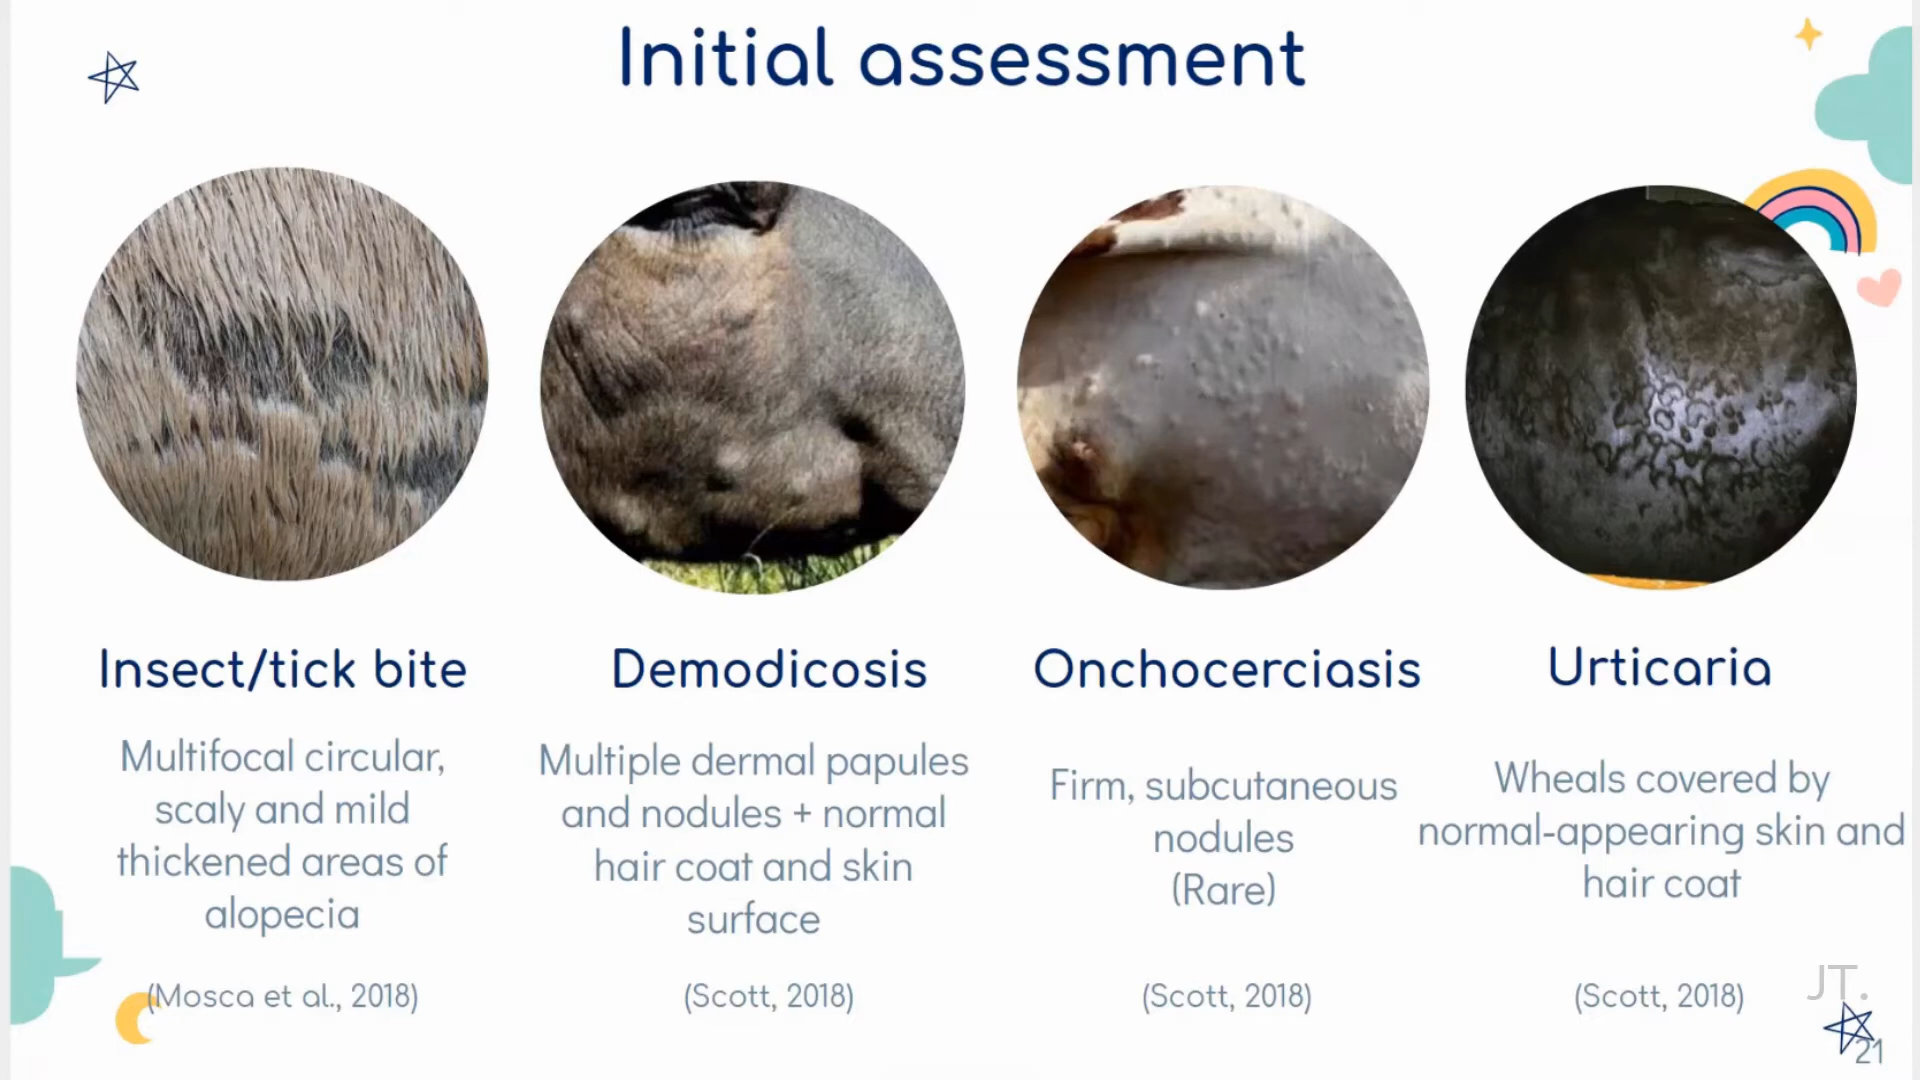 Initial assessment
Insect/tick bite
Multifocal circular,
scaly and mild
thickened areas of
alopecia
(Mosca et al., 2018)
Demodicosis
Multiple dermal papules
and nodules + normal
hair coat and skin
surface
(Scott, 2018)
Onchocerciasis
Firm, subcutaneous
nodules
(Rare)
(Scott, 2018)
Urticaria
Wheals covered by
normal-appearing skin and
hair coat
(Scott, 2018)
JT.
21